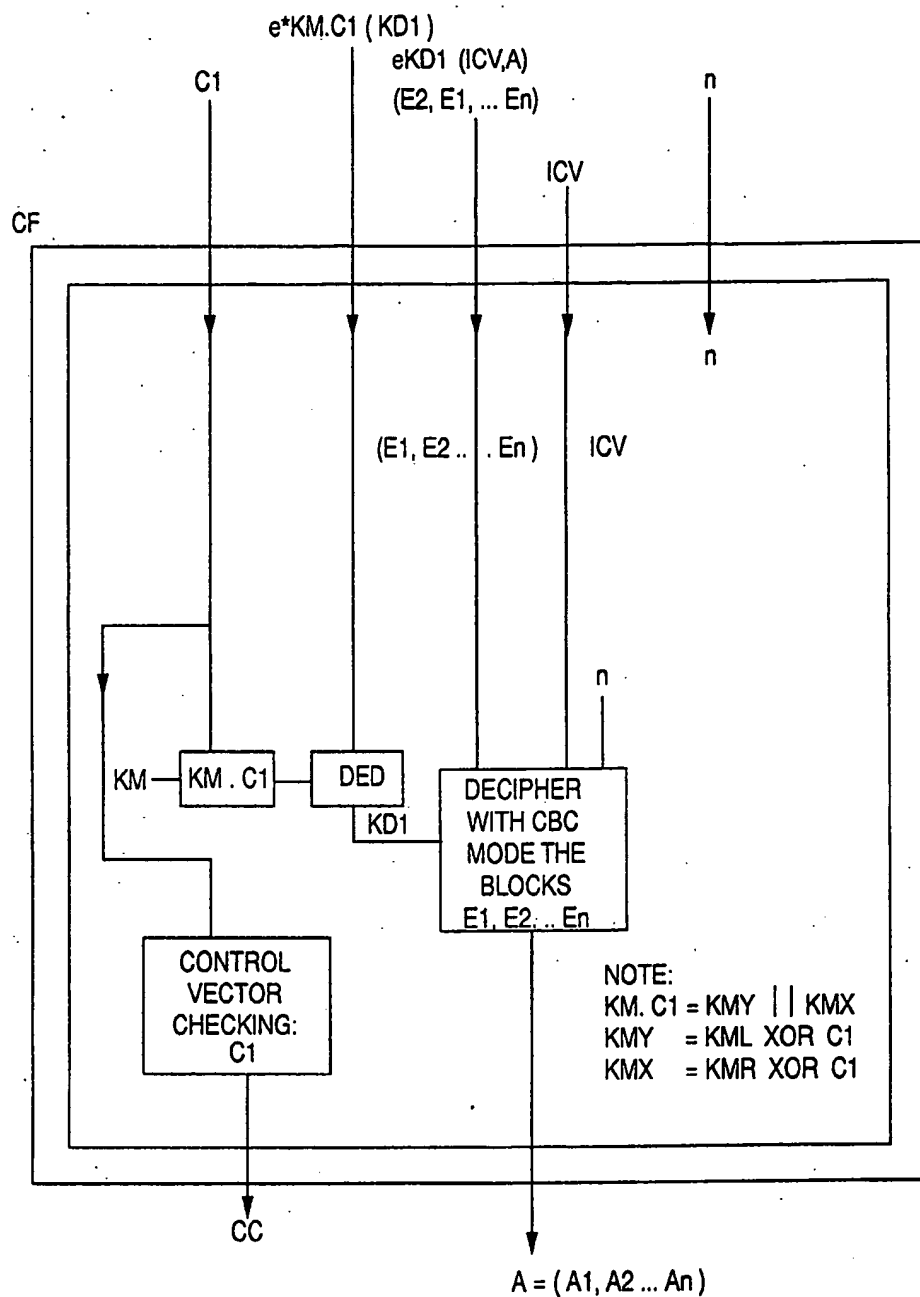 e*KM.C1 ( KD1 )
eKD1 (ICV,A)
(E2, E1, ... En)
C1
n
ICV
CF
n
(E1, E2 .. . . En )
ICV
n
KM
KM . C1
DED
KD1
DECIPHER
WITH CBC
MODE THE
BLOCKS
E1, E2, .. En
CONTROL
VECTOR
CHECKING:
C1
NOTE:
KM. C1 = KMY || KMX
KMY = KML XOR C1
KMX = KMR XOR C1
CC
A = ( A1, A2 ... An )